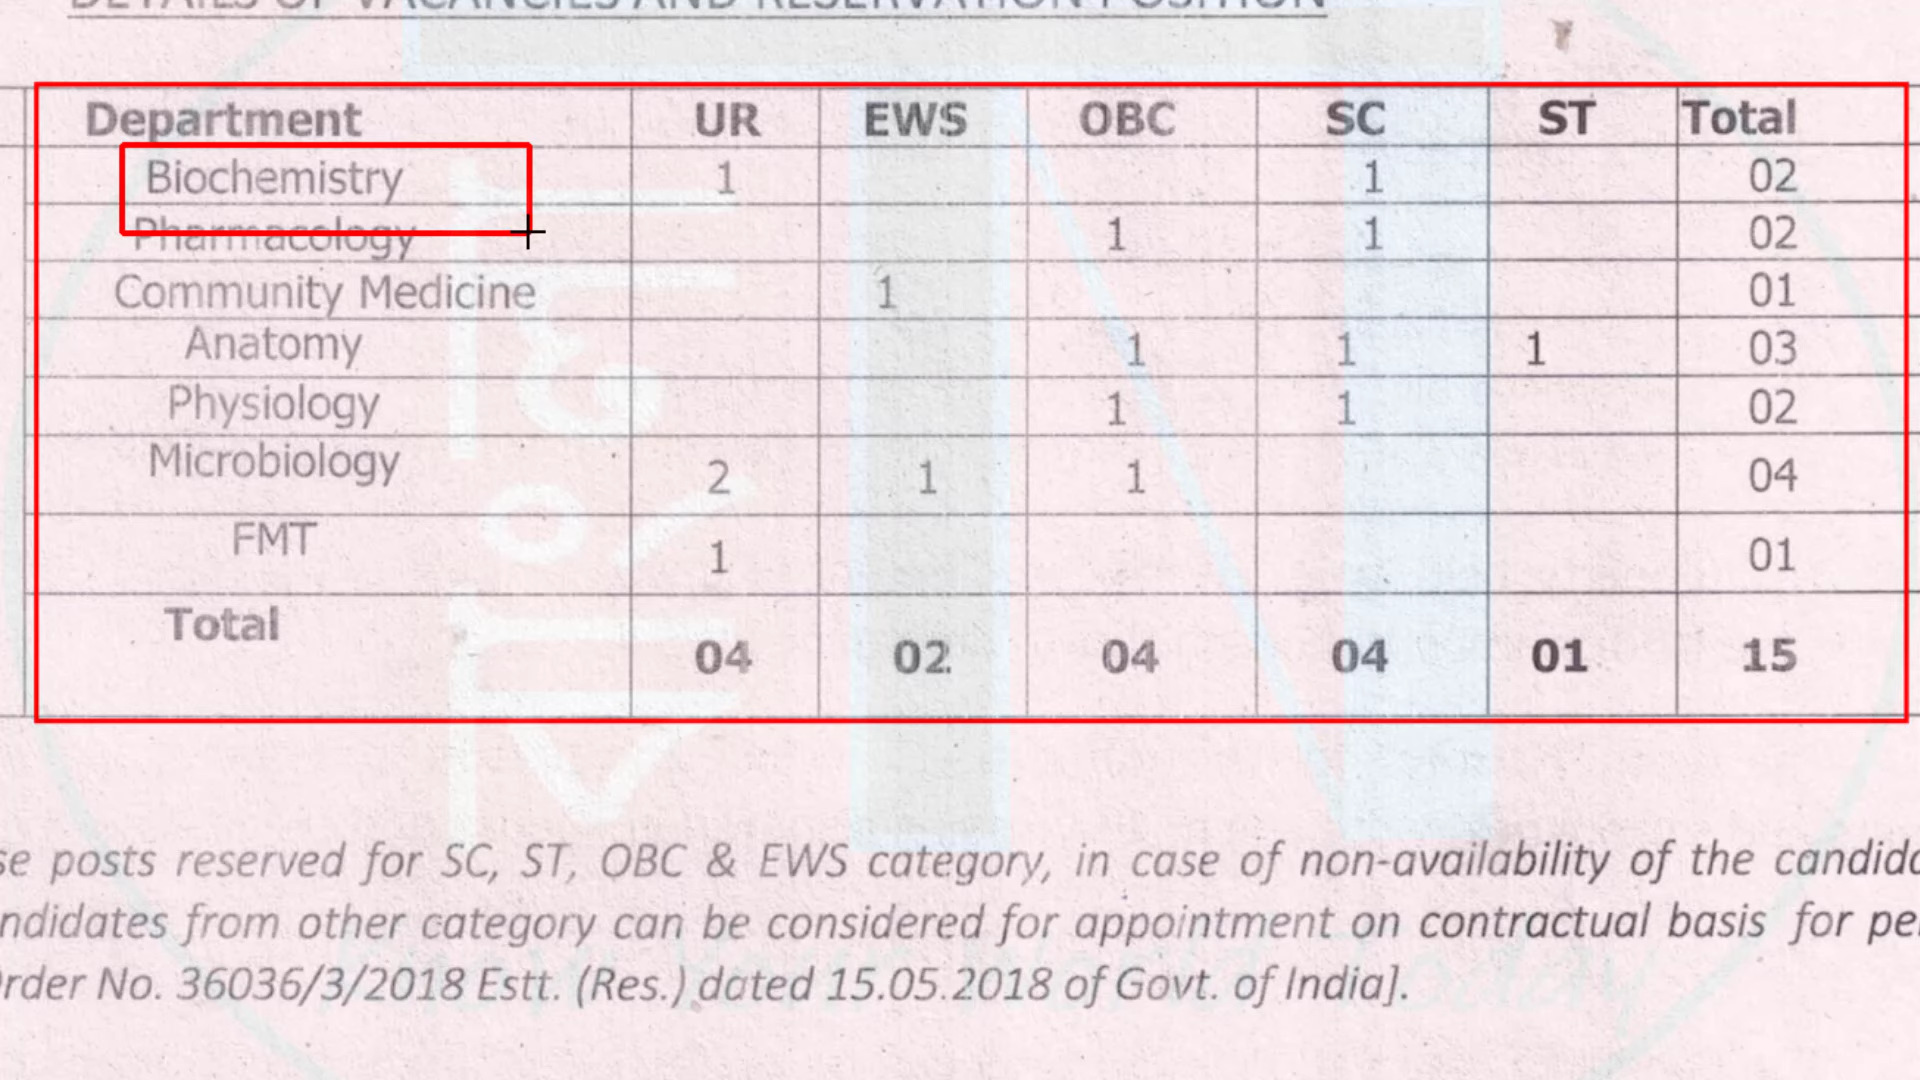 DETAILS OF VACANCIES AND RESERVATION POSITION
Department UR EWS OBC SC ST Total
Biochemistry 1 1 02
Pharmacology 1 1 02
Community Medicine 1 01
Anatomy 1 1 1 03
Physiology 1 1 02
Microbiology 2 1 1 04
FMT 1 01
Total 04 02 04 04 01 15
se posts reserved for SC, ST, OBC & EWS category, in case of non-availability of the candida
ndidates from other category can be considered for appointment on contractual basis for pe
rder No. 36036/3/2018 Estt. (Res.) dated 15.05.2018 of Govt. of India].